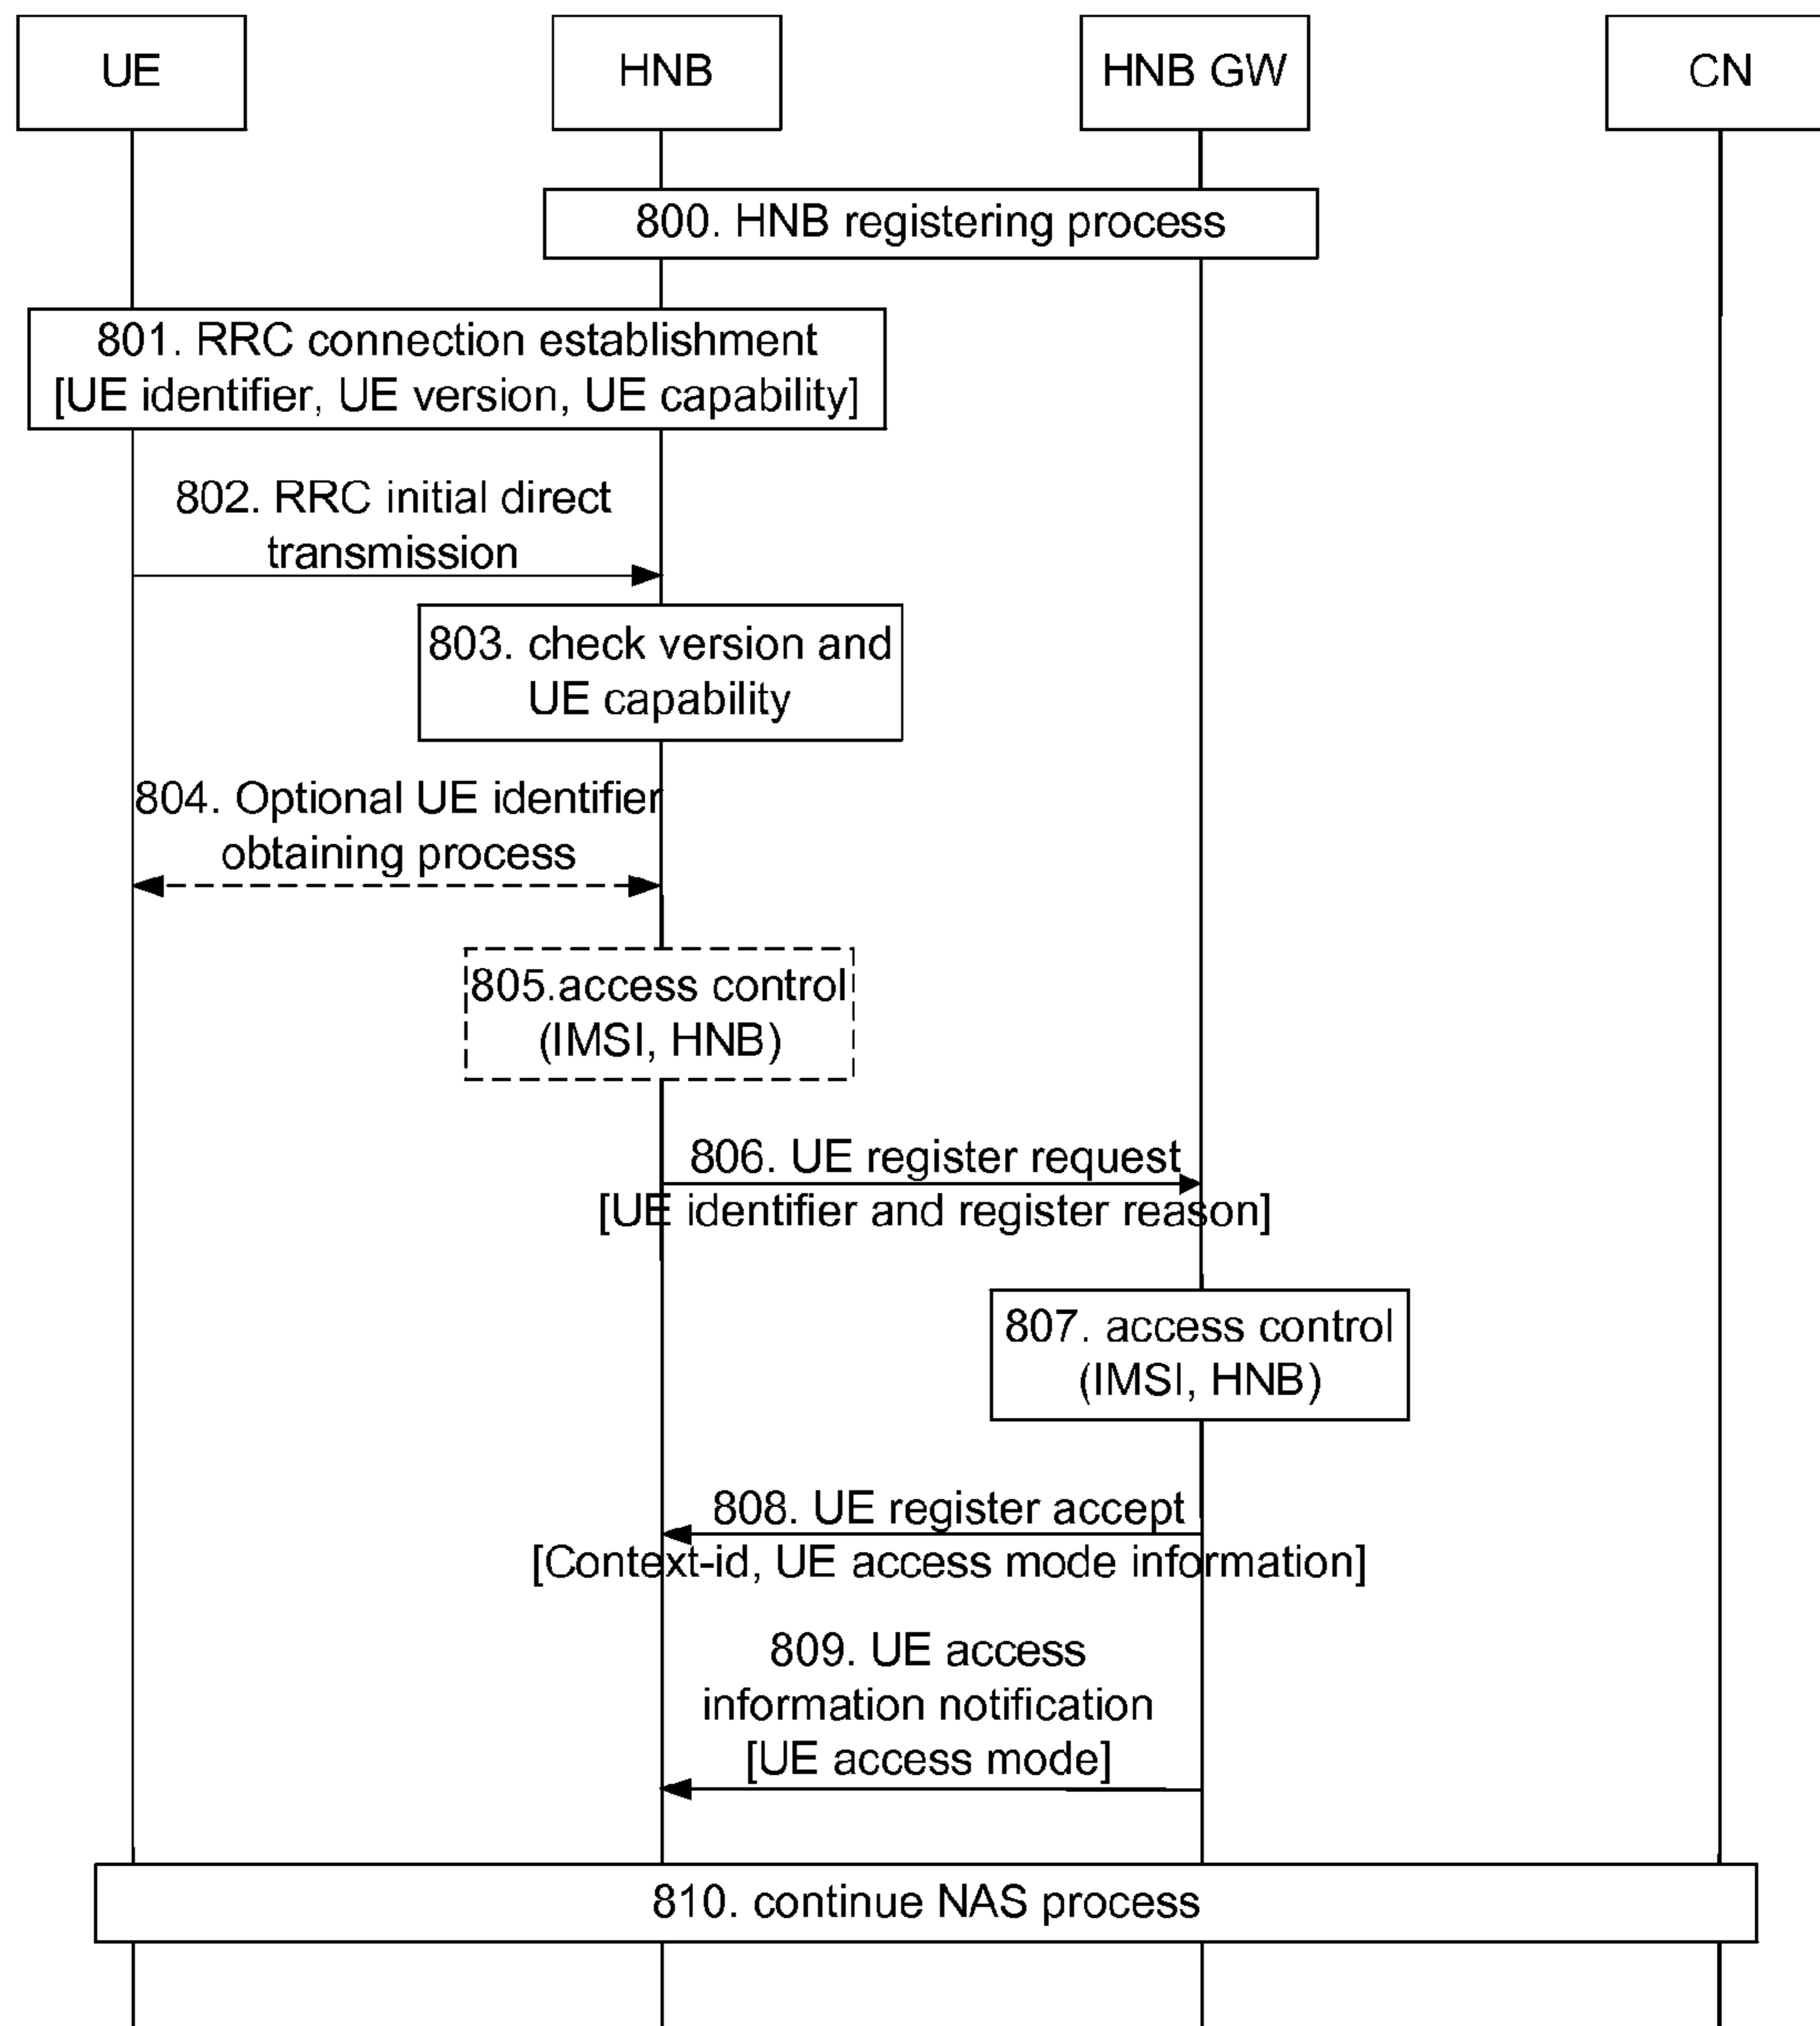 UE
HNB
HNB GW
CN
800. HNB registering process
801. RRC connection establishment
[UE identifier, UE version, UE capability]
802. RRC initial direct
transmission
803. check version and
UE capability
804. Optional UE identifier
obtaining process
805.access control
(IMSI, HNB)
806. UE register request
[UE identifier and register reason]
807. access control
(IMSI, HNB)
808. UE register accept
[Context-id, UE access mode information]
809. UE access
information notification
[UE access mode]
810. continue NAS process